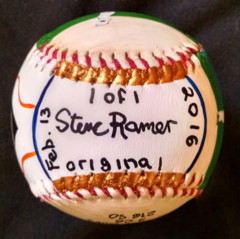 1 of 1
Feb. 13
Steve Ramer
2016
original